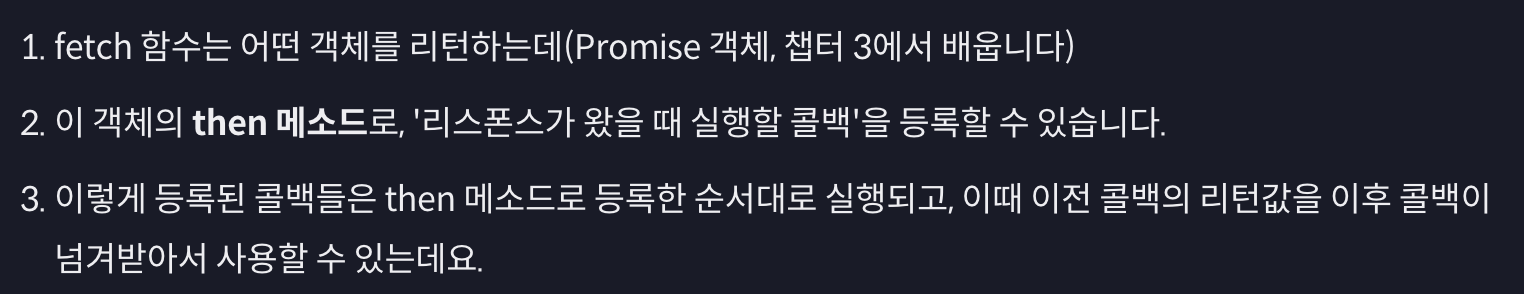 1. fetch 함수는 어떤 객체를 리턴하는데(Promise 객체, 챕터 3에서 배웁니다)
2. 이 객체의 then 메소드로, '리스폰스가 왔을 때 실행할 콜백'을 등록할 수 있습니다.
3. 이렇게 등록된 콜백들은 then 메소드로 등록한 순서대로 실행되고, 이때 이전 콜백의 리턴값을 이후 콜백이
넘겨받아서 사용할 수 있는데요.